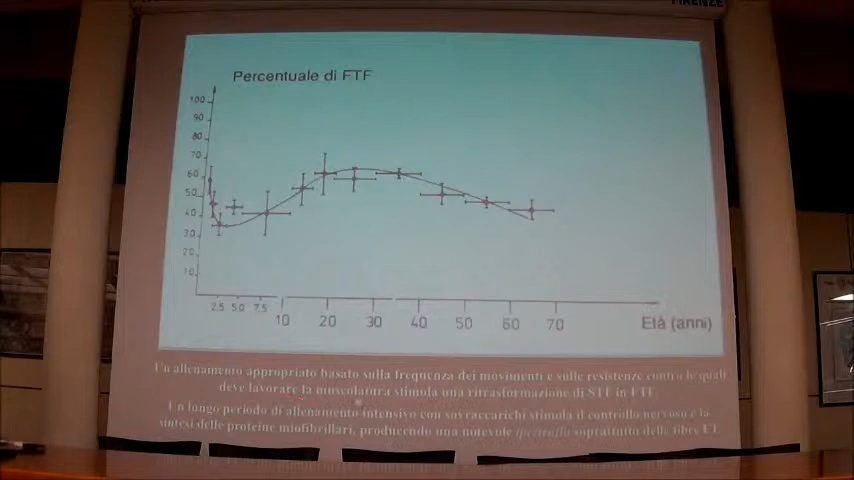 FIRENZE
Percentuale di FTF
100
90
80
70
60
50
40
30
20
10
2,5 5,0 7,5
10 20 30 40 50 60 70 Età (anni)
Un allenamento appropriato basato sulla frequenza dei movimenti e sulle resistenze contro le quali
deve lavorare la muscolatura stimola una ritrasformazione di STF in FTF
Un lungo periodo di allenamento intensivo con sovraccarichi stimola il controllo nervoso e la
sintesi delle proteine miofibrillari, producendo una notevole ipertrofia soprattutto delle fibre FT